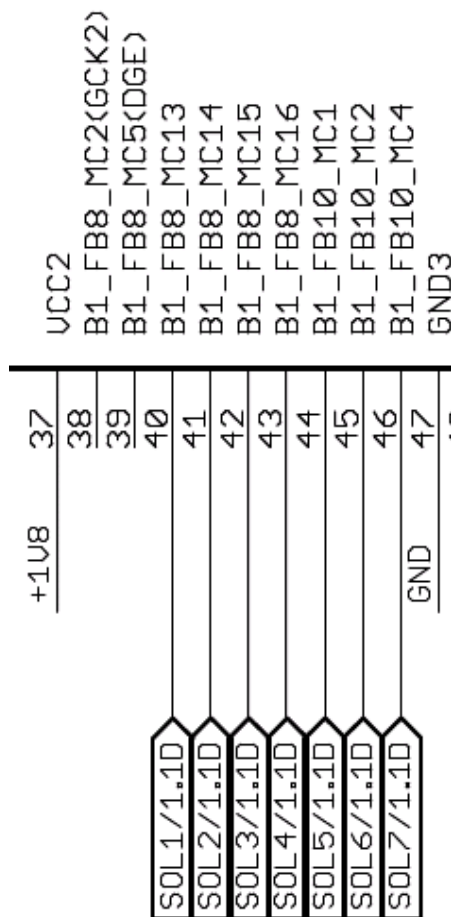 VCC2
B1_FB8_MC2(GCK2)
B1_FB8_MC5(DGE)
B1_FB8_MC13
B1_FB8_MC14
B1_FB8_MC15
B1_FB8_MC16
B1_FB10_MC1
B1_FB10_MC2
B1_FB10_MC4
GND3
37
38
39
40
41
42
43
44
45
46
47
+1V8
GND
SOL1/1.1D
SOL2/1.1D
SOL3/1.1D
SOL4/1.1D
SOL5/1.1D
SOL6/1.1D
SOL7/1.1D